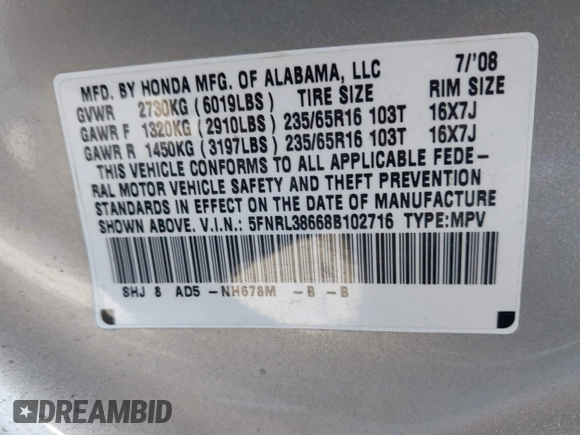 MFD. BY HONDA MFG. OF ALABAMA, LLC 7/'08
GVWR 2730KG (6019LBS) TIRE SIZE RIM SIZE
GAWR F 1320KG (2910LBS) 235/65R16 103T 16X7J
GAWR R 1450KG (3197LBS) 235/65R16 103T 16X7J
THIS VEHICLE CONFORMS TO ALL APPLICABLE FEDE-
RAL MOTOR VEHICLE SAFETY AND THEFT PREVENTION
STANDARDS IN EFFECT ON THE DATE OF MANUFACTURE
SHOWN ABOVE. V.I.N.: 5FNRL38668B102716 TYPE:MPV
SHJ 8 AD5 -NH678M -B -B
DREAMBID